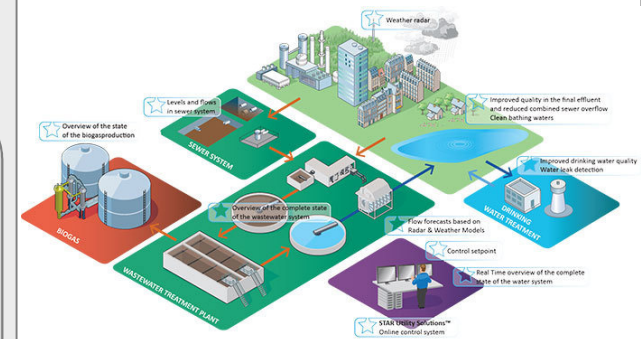 Weather radar
Levels and flows
in sewer system
Improved quality in the final effluent
and reduced combined sewer overflow
Clean bathing waters
Overview of the state
of the biogasproduction
SEWER SYSTEM
Improved drinking water quality
Water leak detection
Overview of the complete state
of the wastewater system
DRINKING
WATER TREATMENT
Flow forecasts based on
Radar & Weather Models
BIOGAS
Control setpoint
WASTEWATER TREATMENT PLANT
Real Time overview of the complete
state of the water system
STAR Utility Solutions™
Online control system